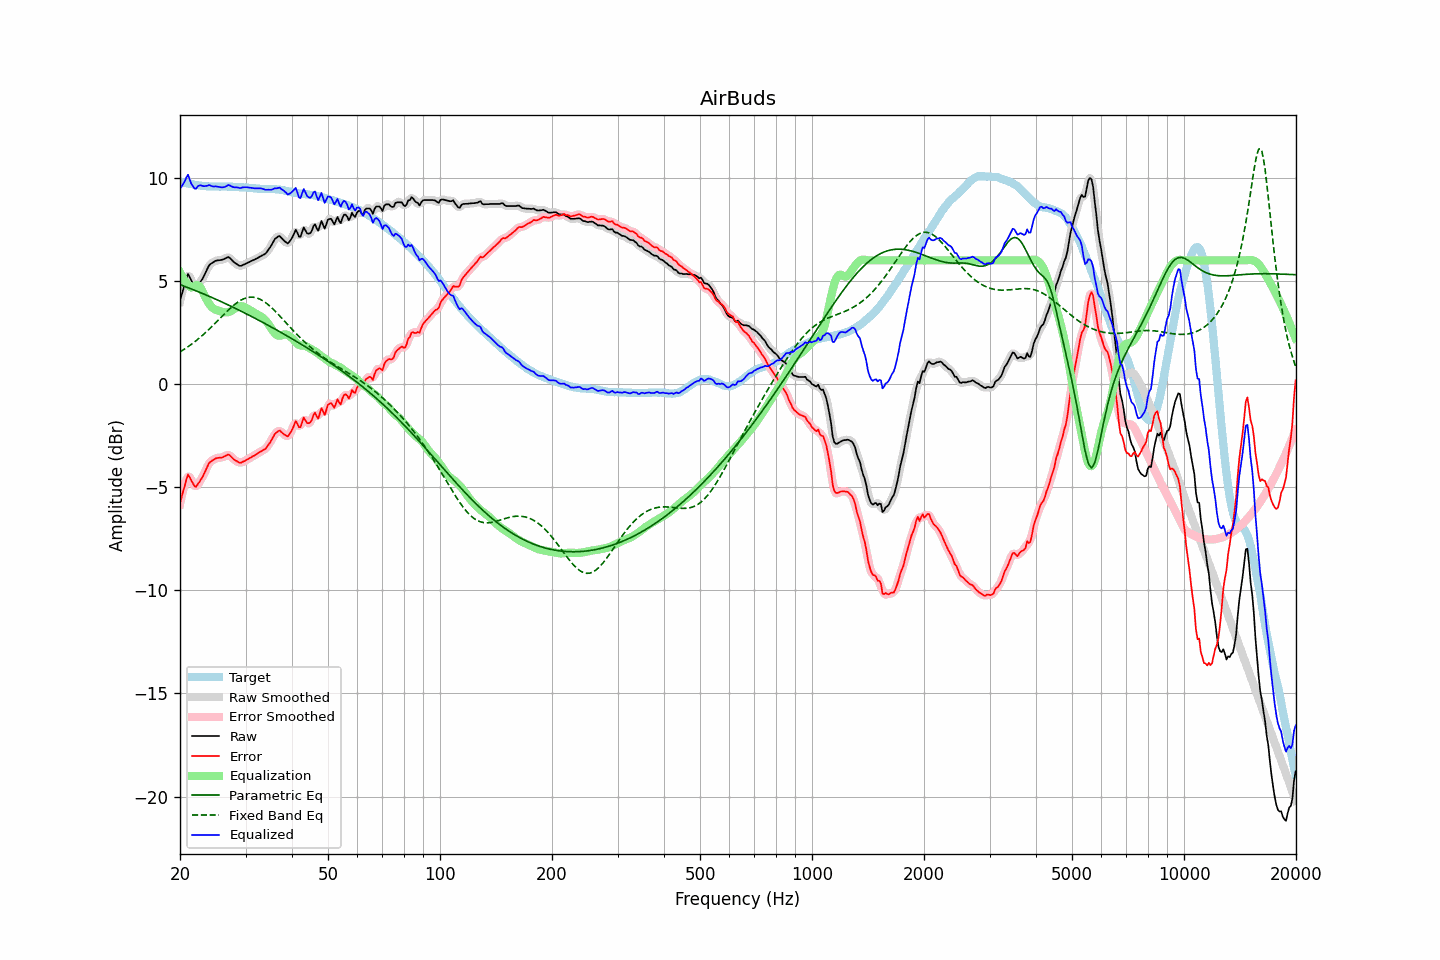 AirBuds
Amplitude (dBr)
10
5
0
−5
−10
−15
−20
Target
Raw Smoothed
Error Smoothed
Raw
Error
Equalization
Parametric Eq
Fixed Band Eq
Equalized
20 50 100 200 500 1000 2000 5000 10000 20000
Frequency (Hz)